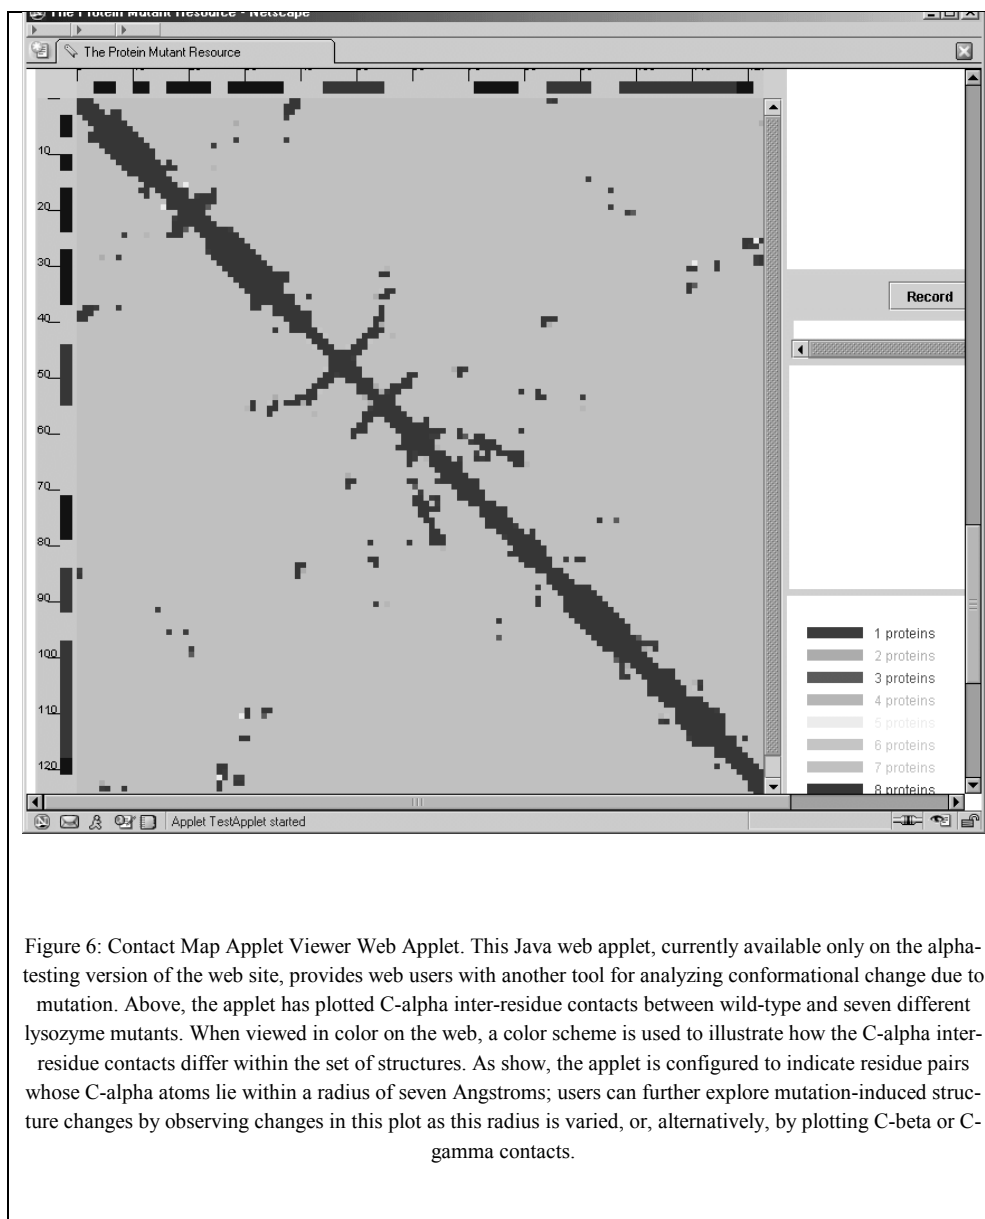 The Protein Mutant Resource - Netscape
The Protein Mutant Resource
10
20
30
40
50
60
70
80
90
100
110
120
Record
1 proteins
2 proteins
3 proteins
4 proteins
5 proteins
6 proteins
7 proteins
8 proteins
Applet TestApplet started
Figure 6: Contact Map Applet Viewer Web Applet. This Java web applet, currently available only on the alpha-
testing version of the web site, provides web users with another tool for analyzing conformational change due to
mutation. Above, the applet has plotted C-alpha inter-residue contacts between wild-type and seven different
lysozyme mutants. When viewed in color on the web, a color scheme is used to illustrate how the C-alpha inter-
residue contacts differ within the set of structures. As show, the applet is configured to indicate residue pairs
whose C-alpha atoms lie within a radius of seven Angstroms; users can further explore mutation-induced struc-
ture changes by observing changes in this plot as this radius is varied, or, alternatively, by plotting C-beta or C-
gamma contacts.